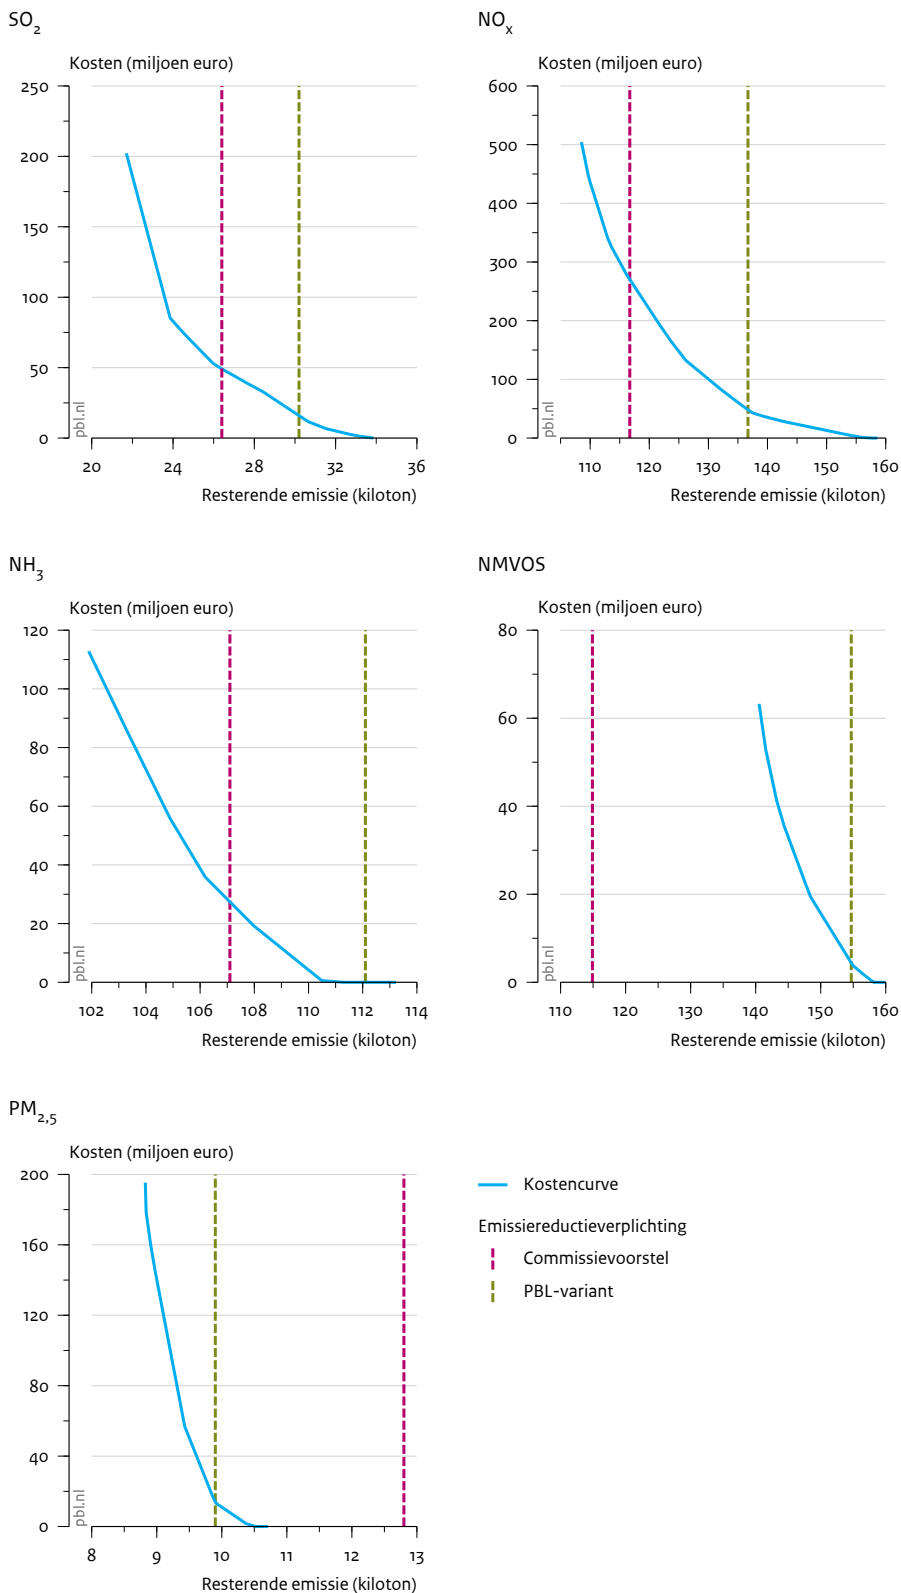 SO2
Kosten (miljoen euro)
250
200
150
100
50
0
pbl.nl
20 24 28 32 36
Resterende emissie (kiloton)
NOx
Kosten (miljoen euro)
600
500
400
300
200
100
0
pbl.nl
110 120 130 140 150 160
Resterende emissie (kiloton)
NH3
Kosten (miljoen euro)
120
100
80
60
40
20
0
pbl.nl
102 104 106 108 110 112 114
Resterende emissie (kiloton)
NMVOS
Kosten (miljoen euro)
80
60
40
20
0
pbl.nl
110 120 130 140 150 160
Resterende emissie (kiloton)
PM2,5
Kosten (miljoen euro)
200
160
120
80
40
0
pbl.nl
8 9 10 11 12 13
Resterende emissie (kiloton)
Kostencurve
Emissiereductieverplichting
Commissievoorstel
PBL-variant